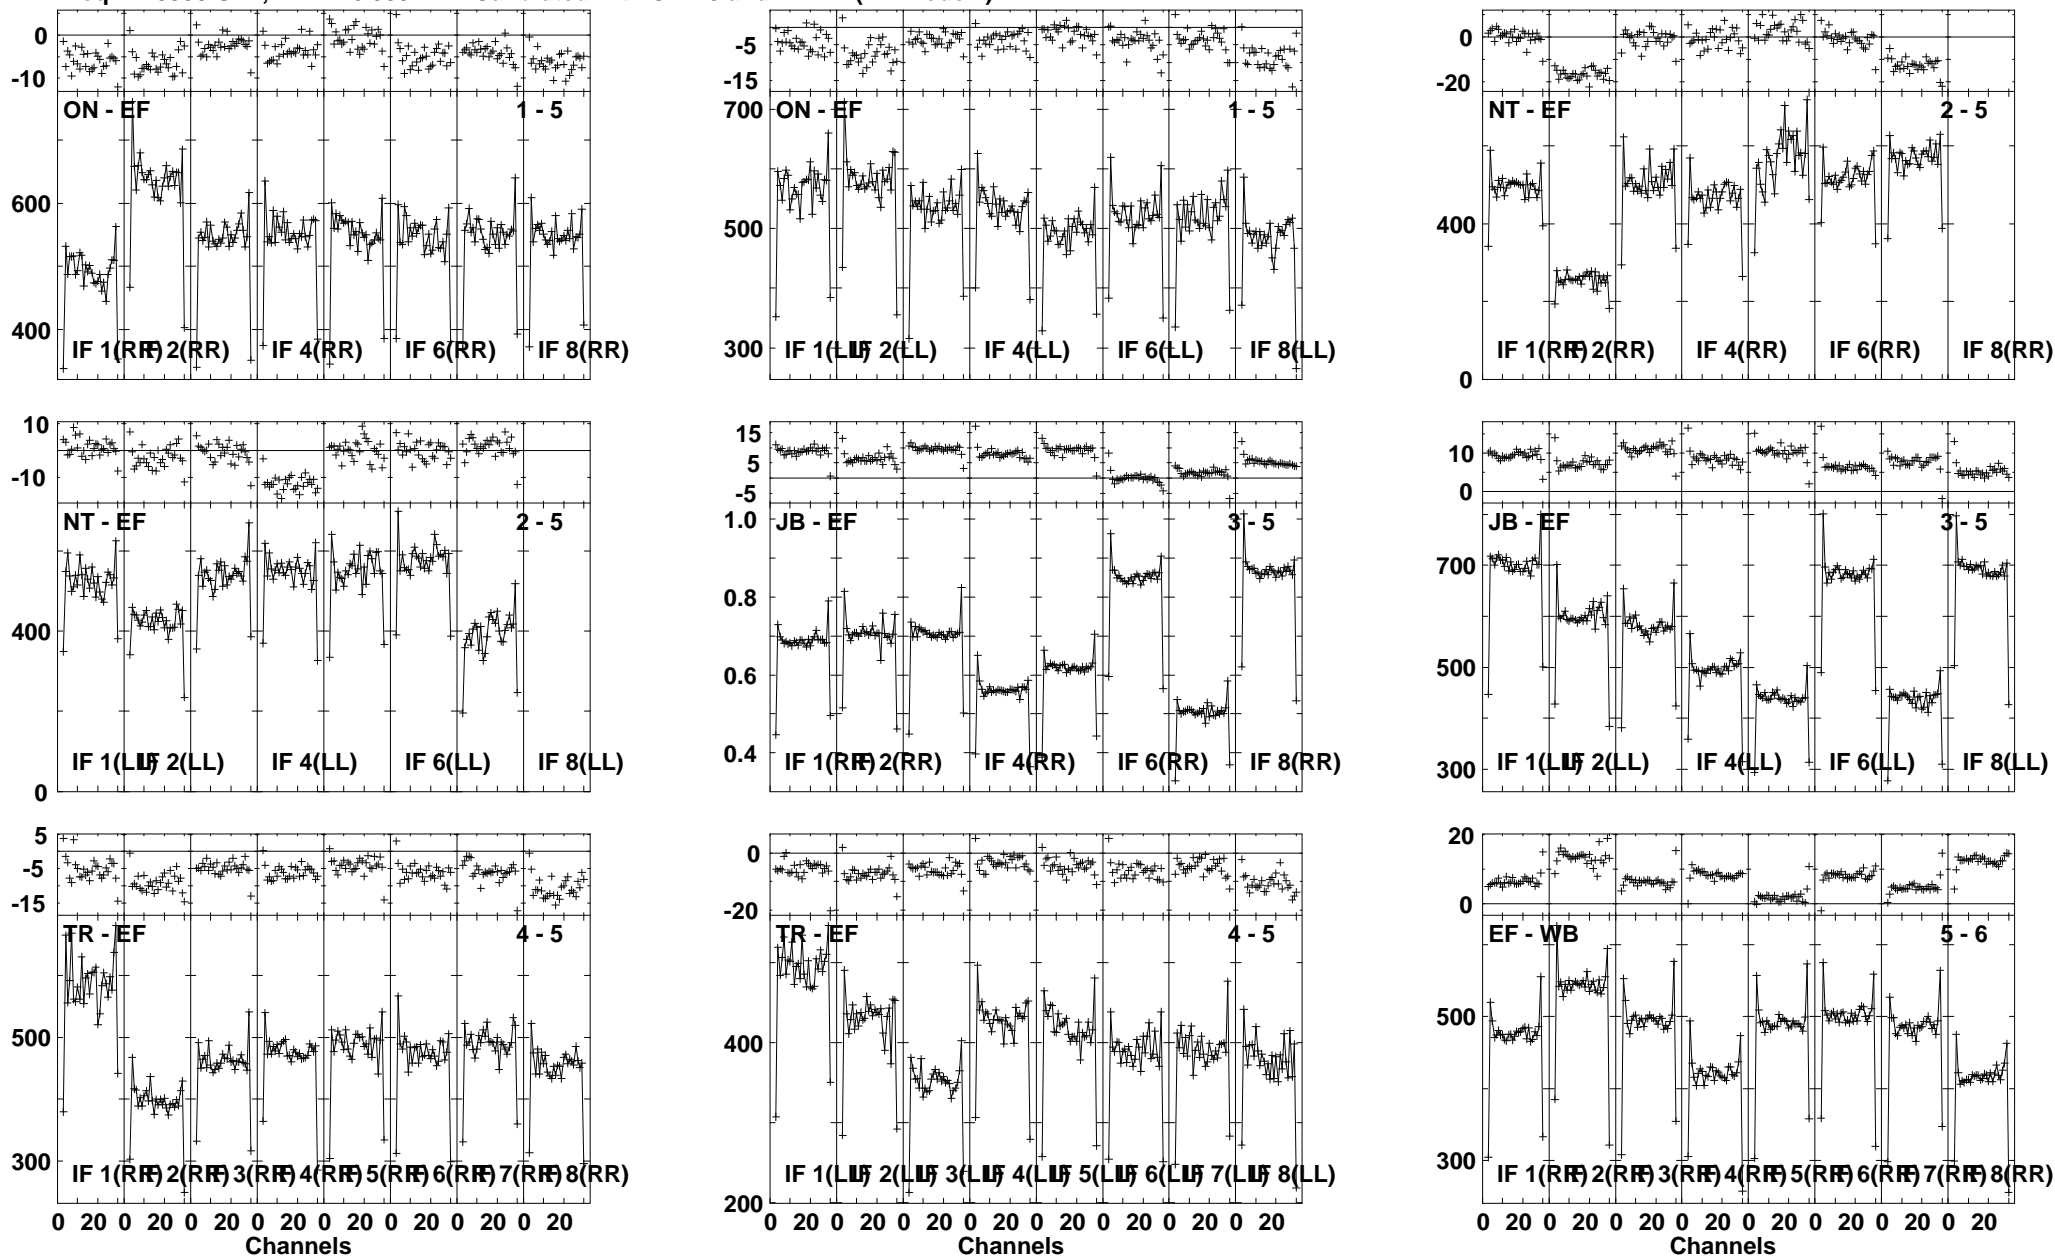 0
-10
ON - EF
1 - 5
600
400
IF 1(RR)
IF 2(RR)
IF 4(RR)
IF 6(RR)
IF 8(RR)
-5
-15
700
ON - EF
1 - 5
500
300
IF 1(LL)
IF 2(LL)
IF 4(LL)
IF 6(LL)
IF 8(LL)
0
-20
NT - EF
2 - 5
400
0
IF 1(RR)
IF 2(RR)
IF 4(RR)
IF 6(RR)
IF 8(RR)
10
-10
NT - EF
2 - 5
400
0
IF 1(LL)
IF 2(LL)
IF 4(LL)
IF 6(LL)
IF 8(LL)
15
5
-5
1.0
JB - EF
3 - 5
0.8
0.6
0.4
IF 1(RR)
IF 2(RR)
IF 4(RR)
IF 6(RR)
IF 8(RR)
10
0
JB - EF
3 - 5
700
500
300
IF 1(LL)
IF 2(LL)
IF 4(LL)
IF 6(LL)
IF 8(LL)
5
-5
-15
TR - EF
4 - 5
500
300
IF 1(RR)
IF 2(RR)
IF 3(RR)
IF 4(RR)
IF 5(RR)
IF 6(RR)
IF 7(RR)
IF 8(RR)
0 20 0 20 0 20 0 20 0 20 0 20 0 20 0 20
Channels
0
-20
TR - EF
4 - 5
400
200
IF 1(LL)
IF 2(LL)
IF 3(LL)
IF 4(LL)
IF 5(LL)
IF 6(LL)
IF 7(LL)
IF 8(LL)
0 20 0 20 0 20 0 20 0 20 0 20 0 20 0 20
Channels
20
0
EF - WB
5 - 6
500
300
IF 1(RR)
IF 2(RR)
IF 3(RR)
IF 4(RR)
IF 5(RR)
IF 6(RR)
IF 7(RR)
IF 8(RR)
0 20 0 20 0 20 0 20 0 20 0 20 0 20 0 20
Channels